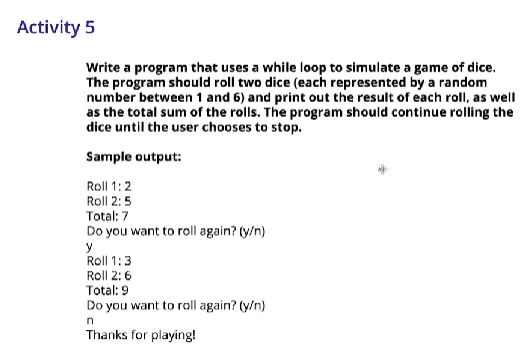 Activity 5
Write a program that uses a while loop to simulate a game of dice.
The program should roll two dice (each represented by a random
number between 1 and 6) and print out the result of each roll, as well
as the total sum of the rolls. The program should continue rolling the
dice until the user chooses to stop.
Sample output:
Roll 1: 2
Roll 2: 5
Total: 7
Do you want to roll again? (y/n)
y
Roll 1: 3
Roll 2: 6
Total: 9
Do you want to roll again? (y/n)
n
Thanks for playing!